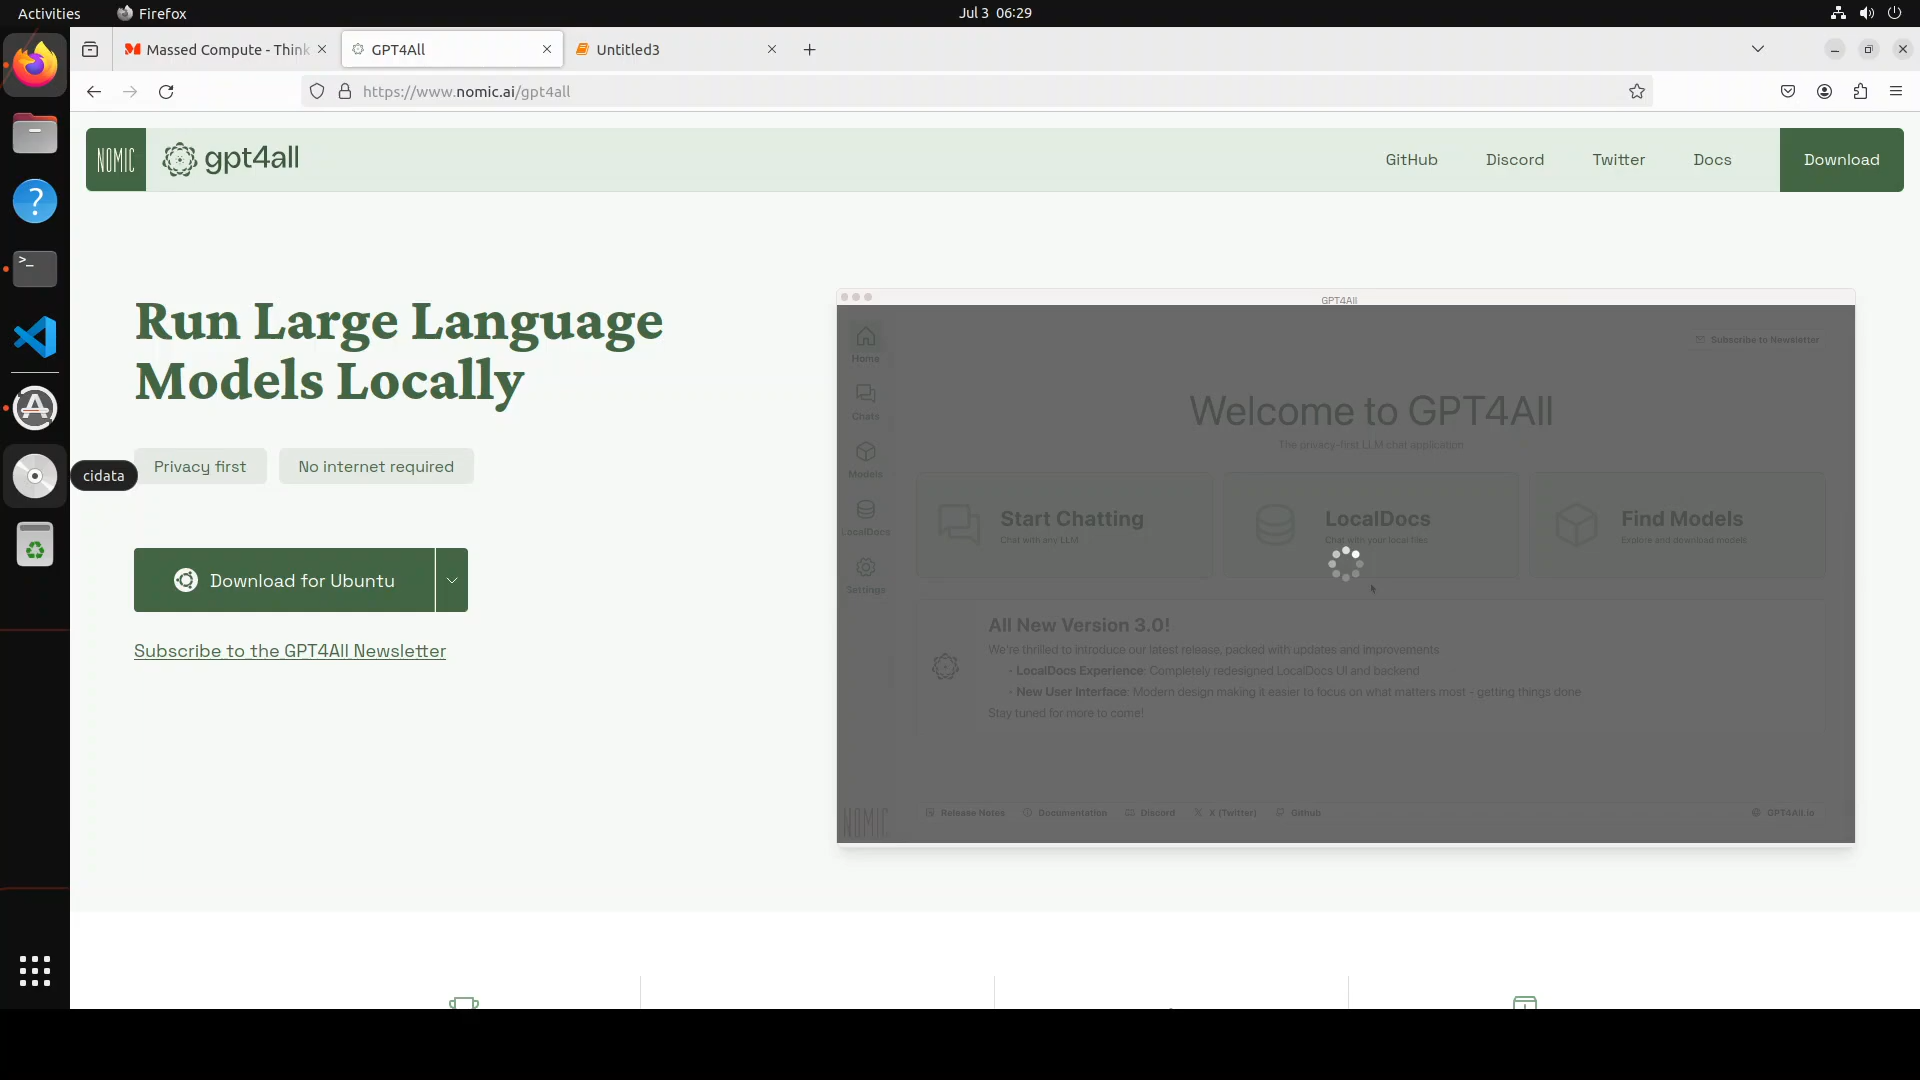 Activities
Firefox
Jul 3 06:29
Massed Compute - Think
GPT4All
Untitled3
https://www.nomic.ai/gpt4all
NOMIC
gpt4all
GitHub
Discord
Twitter
Docs
Download
Run Large Language
Models Locally
cidata
Privacy first
No internet required
Download for Ubuntu
Subscribe to the GPT4All Newsletter
GPT4All
Home
Chats
Models
LocalDocs
Settings
Subscribe to Newsletter
Welcome to GPT4All
The privacy-first LLM chat application
Start Chatting
Chat with any LLM
LocalDocs
Chat with your local files
Find Models
Explore and download models
All New Version 3.0!
We're thrilled to introduce our latest release, packed with updates and improvements
- LocalDocs Experience: Completely redesigned LocalDocs UI and backend
- New User Interface: Modern design making it easier to focus on what matters most - getting things done
Stay tuned for more to come!
NOMIC
Release Notes
Documentation
Discord
X (Twitter)
Github
GPT4All.io